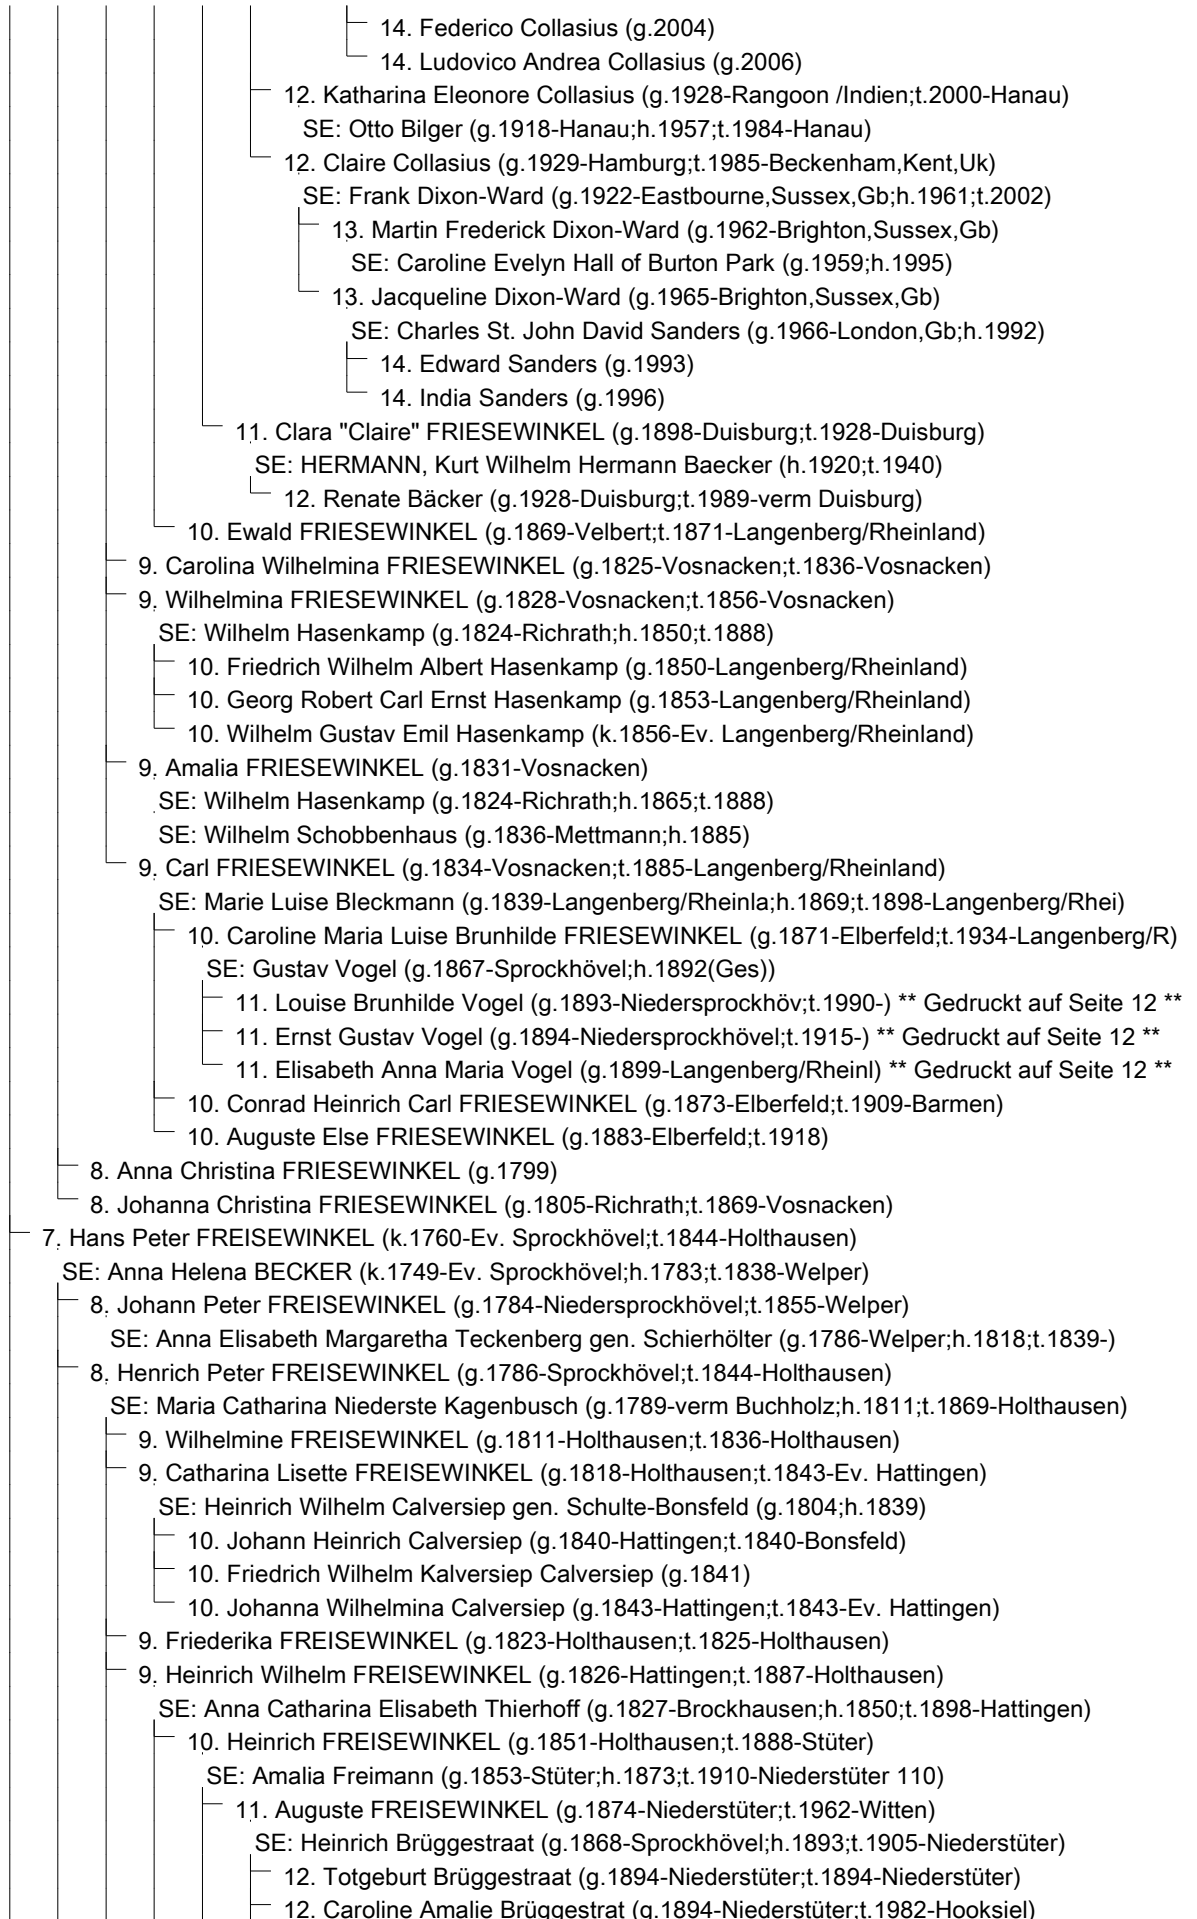 14. Federico Collasius (g.2004)
14. Ludovico Andrea Collasius (g.2006)
12. Katharina Eleonore Collasius (g.1928-Rangoon /Indien;t.2000-Hanau)
SE: Otto Bilger (g.1918-Hanau;h.1957;t.1984-Hanau)
12. Claire Collasius (g.1929-Hamburg;t.1985-Beckenham,Kent,Uk)
SE: Frank Dixon-Ward (g.1922-Eastbourne,Sussex,Gb;h.1961;t.2002)
13. Martin Frederick Dixon-Ward (g.1962-Brighton,Sussex,Gb)
SE: Caroline Evelyn Hall of Burton Park (g.1959;h.1995)
13. Jacqueline Dixon-Ward (g.1965-Brighton,Sussex,Gb)
SE: Charles St. John David Sanders (g.1966-London,Gb;h.1992)
14. Edward Sanders (g.1993)
14. India Sanders (g.1996)
11. Clara "Claire" FRIESEWINKEL (g.1898-Duisburg;t.1928-Duisburg)
SE: HERMANN, Kurt Wilhelm Hermann Baecker (h.1920;t.1940)
12. Renate Bäcker (g.1928-Duisburg;t.1989-verm Duisburg)
10. Ewald FRIESEWINKEL (g.1869-Velbert;t.1871-Langenberg/Rheinland)
9. Carolina Wilhelmina FRIESEWINKEL (g.1825-Vosnacken;t.1836-Vosnacken)
9. Wilhelmina FRIESEWINKEL (g.1828-Vosnacken;t.1856-Vosnacken)
SE: Wilhelm Hasenkamp (g.1824-Richrath;h.1850;t.1888)
10. Friedrich Wilhelm Albert Hasenkamp (g.1850-Langenberg/Rheinland)
10. Georg Robert Carl Ernst Hasenkamp (g.1853-Langenberg/Rheinland)
10. Wilhelm Gustav Emil Hasenkamp (k.1856-Ev. Langenberg/Rheinland)
9. Amalia FRIESEWINKEL (g.1831-Vosnacken)
SE: Wilhelm Hasenkamp (g.1824-Richrath;h.1865;t.1888)
SE: Wilhelm Schobbenhaus (g.1836-Mettmann;h.1885)
9. Carl FRIESEWINKEL (g.1834-Vosnacken;t.1885-Langenberg/Rheinland)
SE: Marie Luise Bleckmann (g.1839-Langenberg/Rheinla;h.1869;t.1898-Langenberg/Rhei)
10. Caroline Maria Luise Brunhilde FRIESEWINKEL (g.1871-Elberfeld;t.1934-Langenberg/R)
SE: Gustav Vogel (g.1867-Sprockhövel;h.1892(Ges))
11. Louise Brunhilde Vogel (g.1893-Niedersprockhöv;t.1990-) ** Gedruckt auf Seite 12 **
11. Ernst Gustav Vogel (g.1894-Niedersprockhövel;t.1915-) ** Gedruckt auf Seite 12 **
11. Elisabeth Anna Maria Vogel (g.1899-Langenberg/Rheinl) ** Gedruckt auf Seite 12 **
10. Conrad Heinrich Carl FRIESEWINKEL (g.1873-Elberfeld;t.1909-Barmen)
10. Auguste Else FRIESEWINKEL (g.1883-Elberfeld;t.1918)
8. Anna Christina FRIESEWINKEL (g.1799)
8. Johanna Christina FRIESEWINKEL (g.1805-Richrath;t.1869-Vosnacken)
7. Hans Peter FREISEWINKEL (k.1760-Ev. Sprockhövel;t.1844-Holthausen)
SE: Anna Helena BECKER (k.1749-Ev. Sprockhövel;h.1783;t.1838-Welper)
8. Johann Peter FREISEWINKEL (g.1784-Niedersprockhövel;t.1855-Welper)
SE: Anna Elisabeth Margaretha Teckenberg gen. Schierhölter (g.1786-Welper;h.1818;t.1839-)
8. Henrich Peter FREISEWINKEL (g.1786-Sprockhövel;t.1844-Holthausen)
SE: Maria Catharina Niederste Kagenbusch (g.1789-verm Buchholz;h.1811;t.1869-Holthausen)
9. Wilhelmine FREISEWINKEL (g.1811-Holthausen;t.1836-Holthausen)
9. Catharina Lisette FREISEWINKEL (g.1818-Holthausen;t.1843-Ev. Hattingen)
SE: Heinrich Wilhelm Calversiep gen. Schulte-Bonsfeld (g.1804;h.1839)
10. Johann Heinrich Calversiep (g.1840-Hattingen;t.1840-Bonsfeld)
10. Friedrich Wilhelm Kalversiep Calversiep (g.1841)
10. Johanna Wilhelmina Calversiep (g.1843-Hattingen;t.1843-Ev. Hattingen)
9. Friederika FREISEWINKEL (g.1823-Holthausen;t.1825-Holthausen)
9. Heinrich Wilhelm FREISEWINKEL (g.1826-Hattingen;t.1887-Holthausen)
SE: Anna Catharina Elisabeth Thierhoff (g.1827-Brockhausen;h.1850;t.1898-Hattingen)
10. Heinrich FREISEWINKEL (g.1851-Holthausen;t.1888-Stüter)
SE: Amalia Freimann (g.1853-Stüter;h.1873;t.1910-Niederstüter 110)
11. Auguste FREISEWINKEL (g.1874-Niederstüter;t.1962-Witten)
SE: Heinrich Brüggestraat (g.1868-Sprockhövel;h.1893;t.1905-Niederstüter)
12. Totgeburt Brüggestraat (g.1894-Niederstüter;t.1894-Niederstüter)
12. Caroline Amalie Brüggestrat (g.1894-Niederstüter;t.1982-Hooksiel)